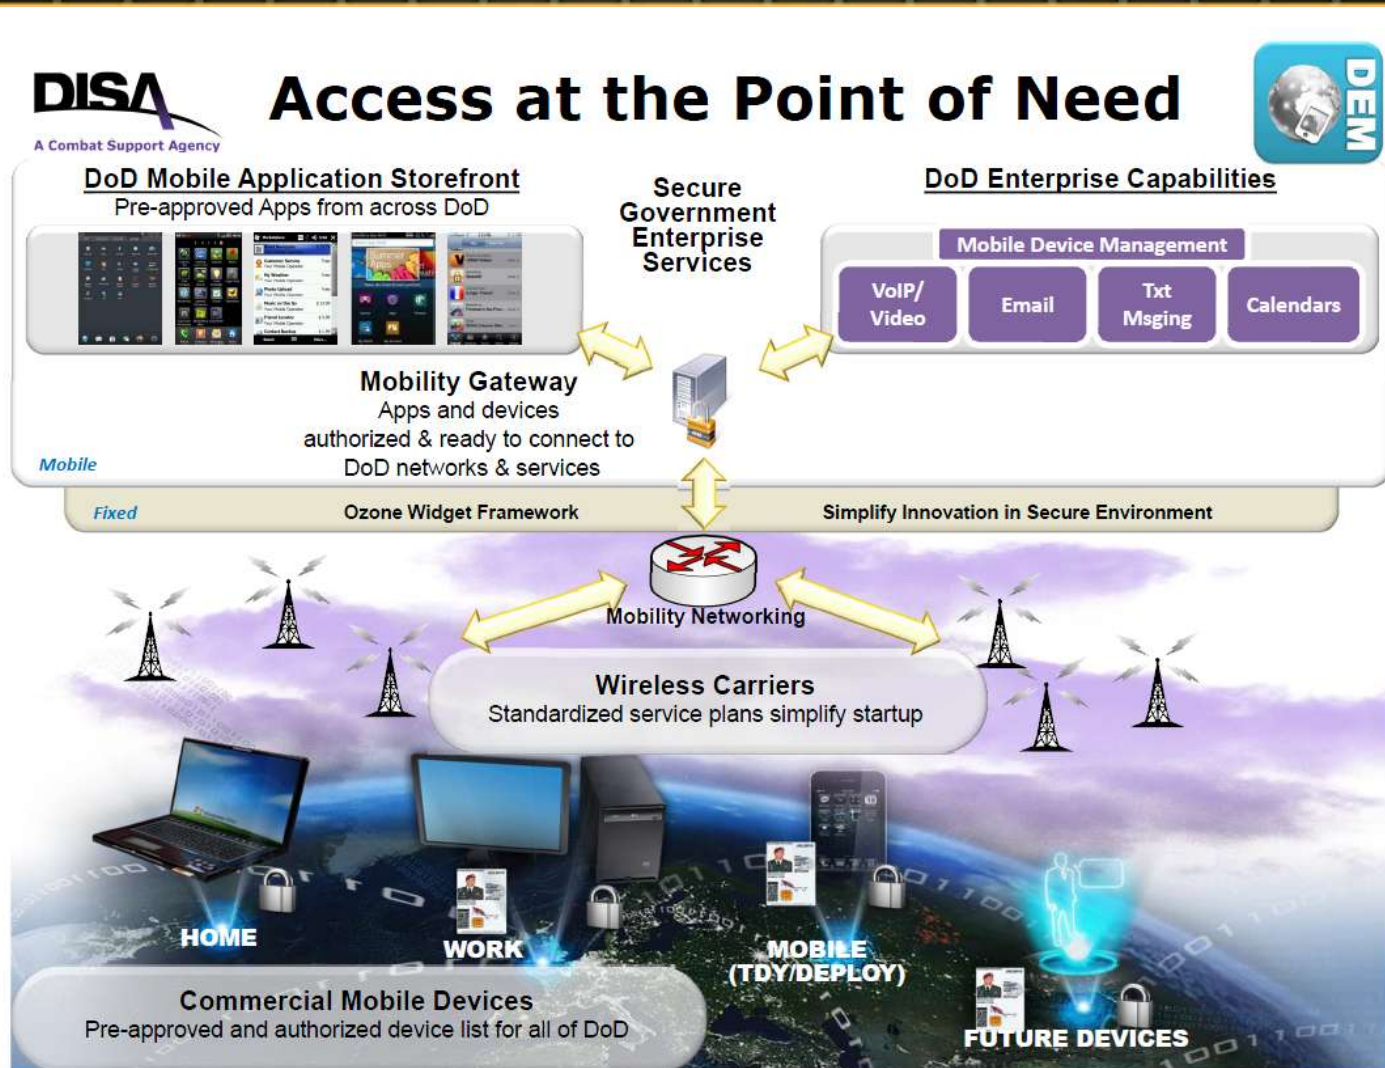 DISA
A Combat Support Agency
Access at the Point of Need
DEM
DoD Mobile Application Storefront
Pre-approved Apps from across DoD
Secure
Government
Enterprise
Services
DoD Enterprise Capabilities
Mobile Device Management
VoIP/
Video
Email
Txt
Msging
Calendars
Mobility Gateway
Apps and devices
authorized & ready to connect to
DoD networks & services
Mobile
Fixed
Ozone Widget Framework
Simplify Innovation in Secure Environment
Mobility Networking
Wireless Carriers
Standardized service plans simplify startup
HOME
WORK
MOBILE
(TDY/DEPLOY)
FUTURE DEVICES
Commercial Mobile Devices
Pre-approved and authorized device list for all of DoD